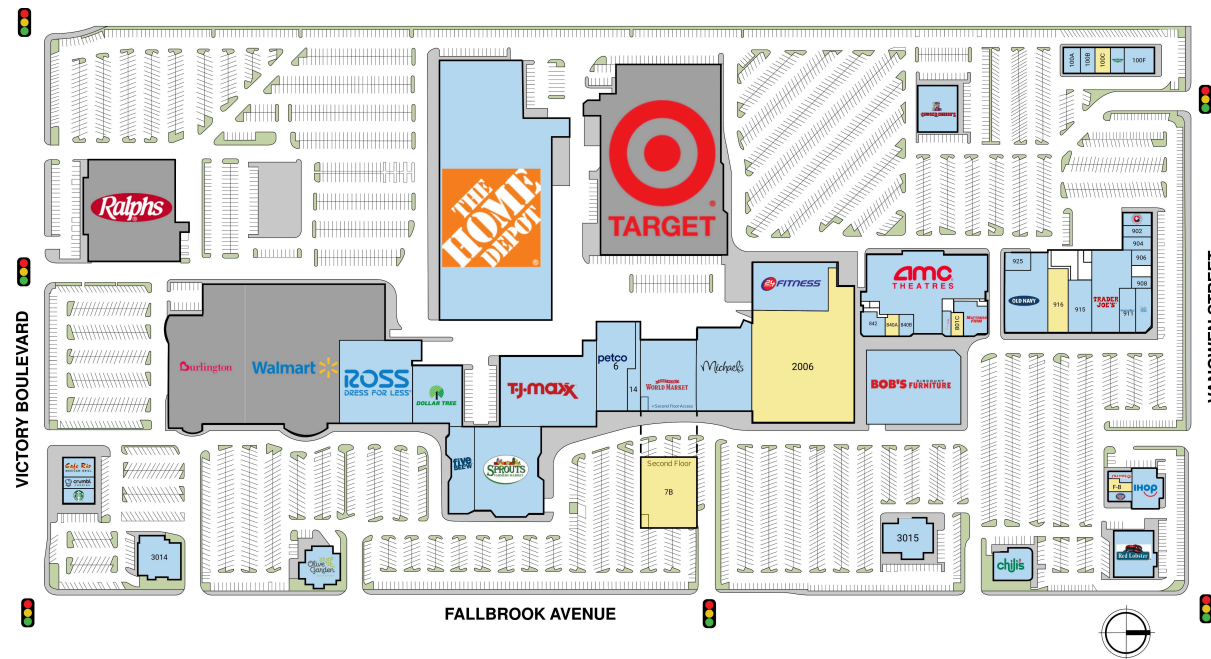 100A
100B
100C
100F
Ralphs
THE
HOME
DEPOT
TARGET
902
904
906
908
925
OLD NAVY
916
915
TRADER
JOE'S
911
24 FITNESS
AMC
THEATRES
842
840A
840B
801C
2006
BOB'S DISCOUNT
FURNITURE
Burlington
Walmart
ROSS
DRESS FOR LESS
DOLLAR TREE
T.J.maxx
petco
6
14
WORLD MARKET
Second Floor Access
Michaels
five
BELOW
SPROUTS
FARMERS MARKET
Second Floor
7B
Cafe Rio
MEXICAN GRILL
crumbl
3014
Olive
Garden
3015
chili's
F-B
IHOP
Red Lobster
VICTORY BOULEVARD
FALLBROOK AVENUE